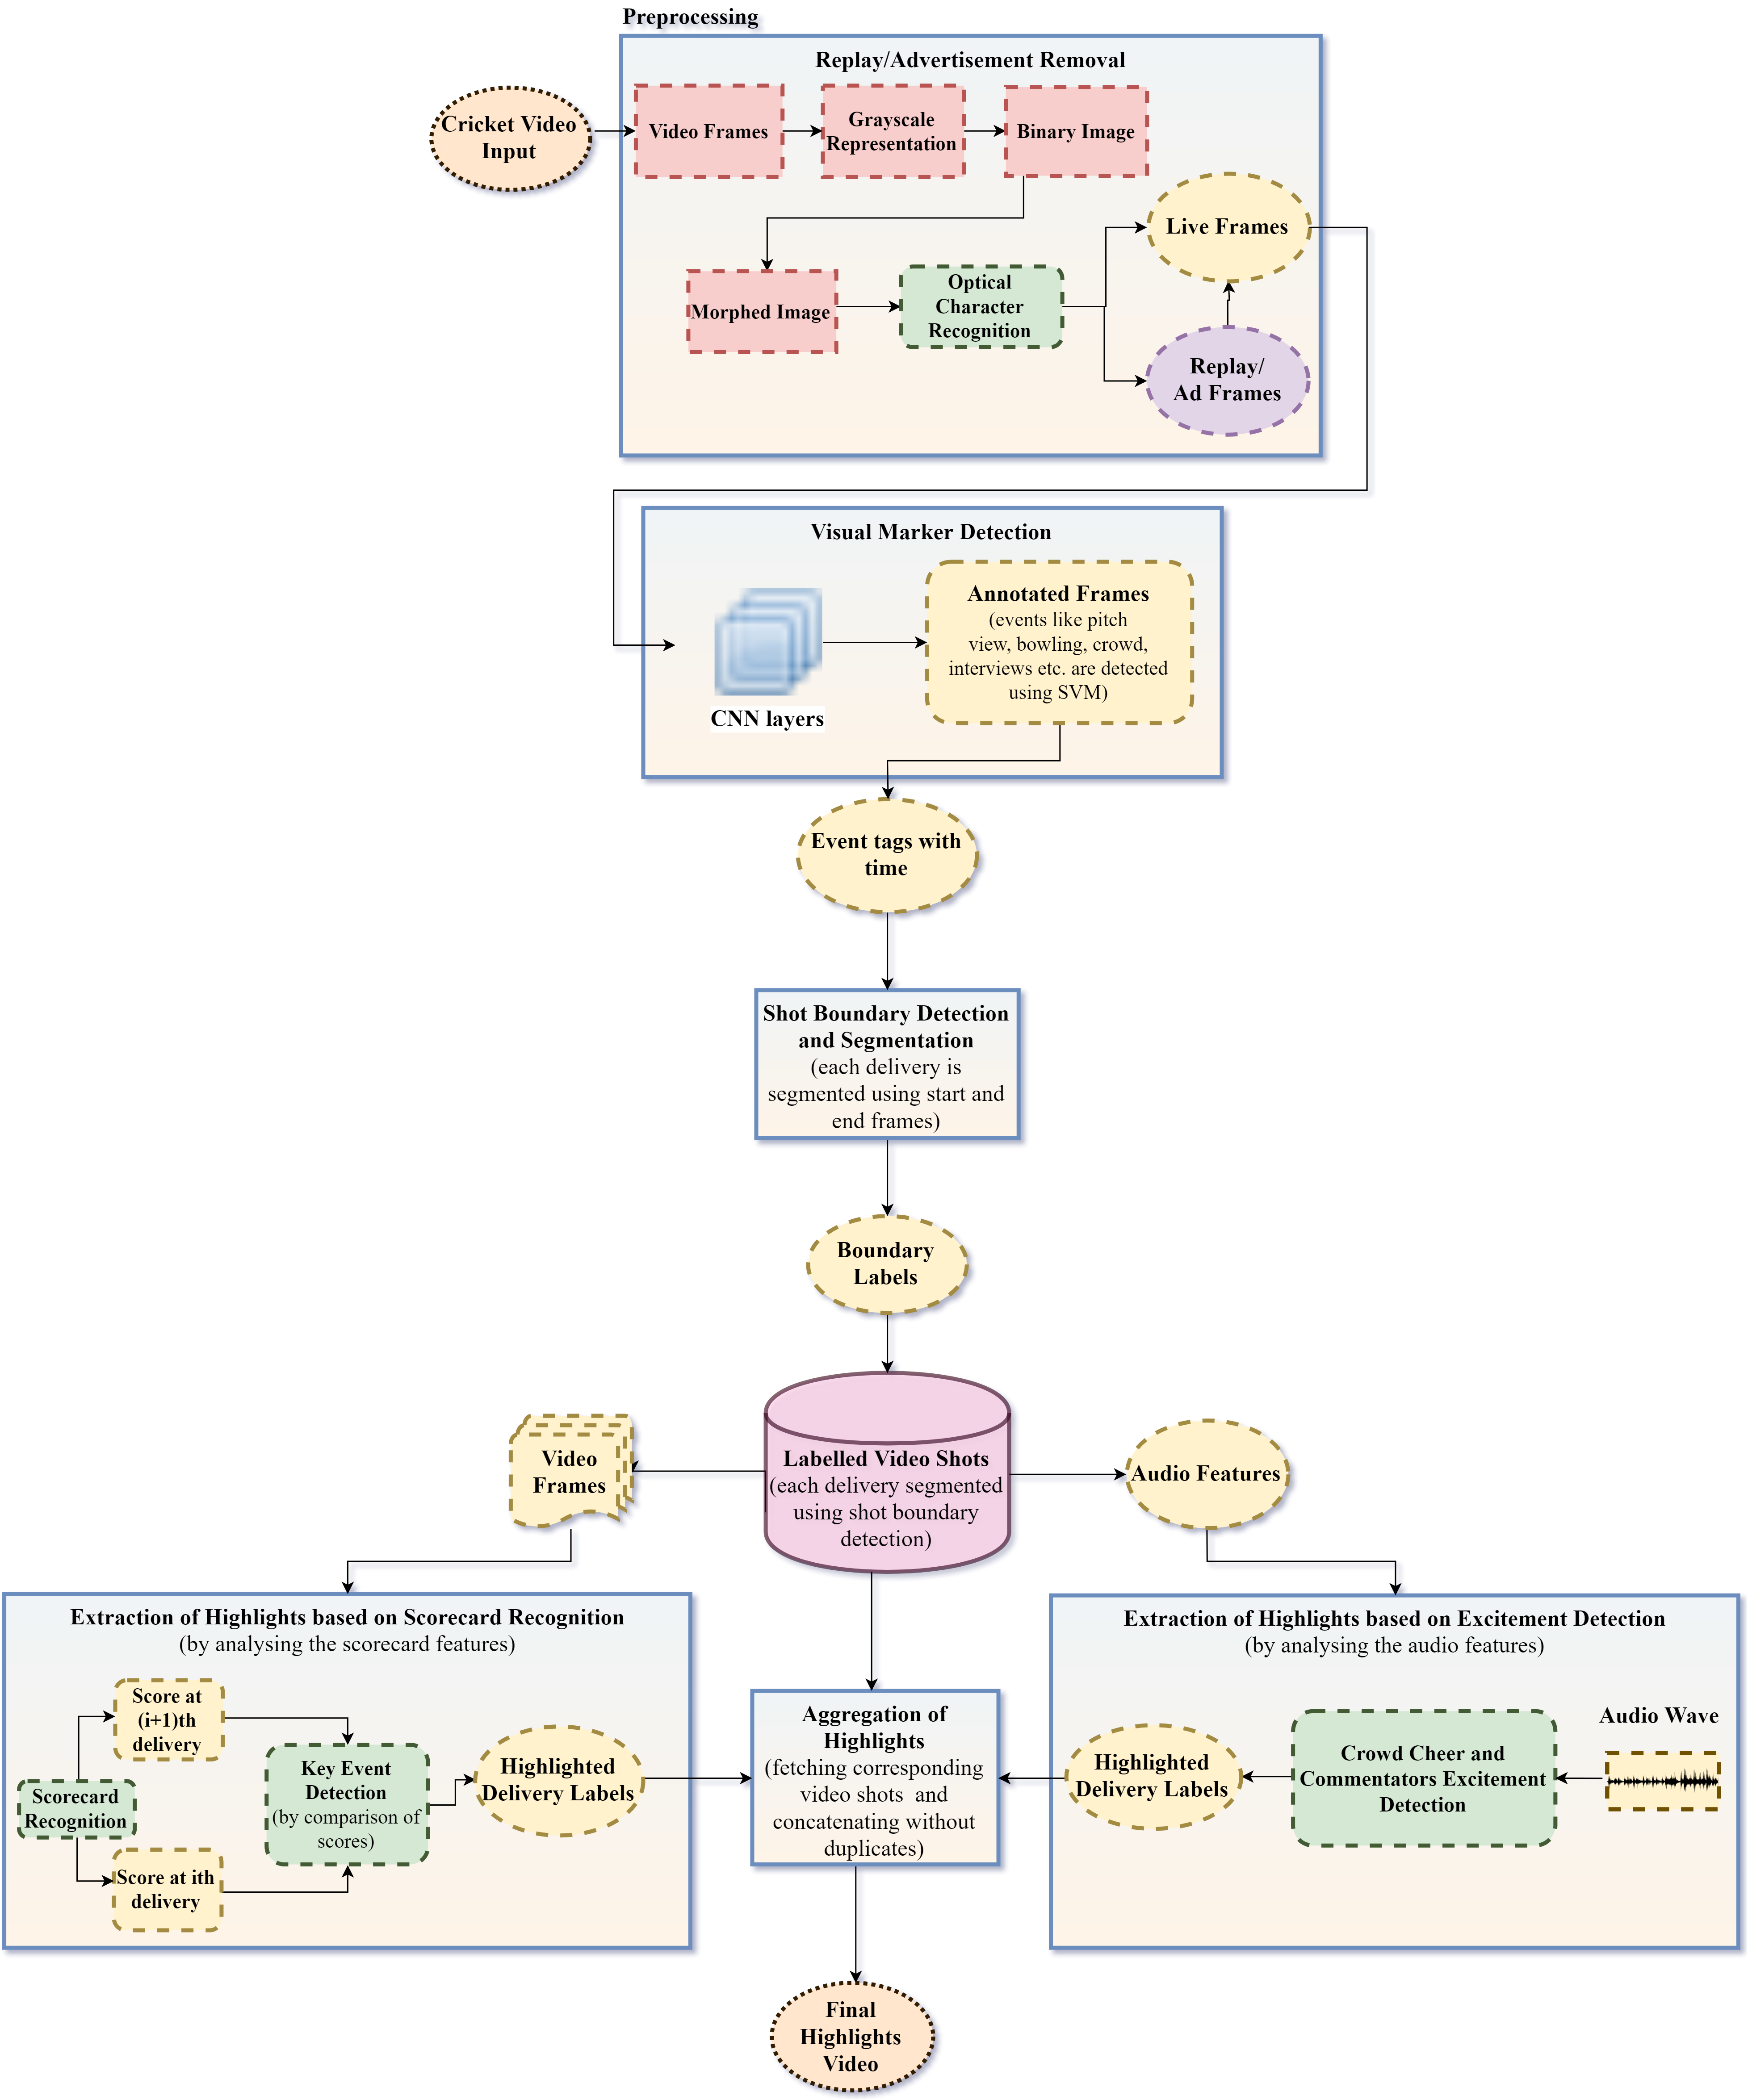 Preprocessing
Replay/Advertisement Removal
Cricket Video
Input
Video Frames
Grayscale
Representation
Binary Image
Live Frames
Morphed Image
Optical
Character
Recognition
Replay/
Ad Frames
Visual Marker Detection
CNN layers
Annotated Frames
(events like pitch
view, bowling, crowd,
interviews etc. are detected
using SVM)
Event tags with
time
Shot Boundary Detection
and Segmentation
(each delivery is
segmented using start and
end frames)
Boundary
Labels
Video
Frames
Labelled Video Shots
(each delivery segmented
using shot boundary
detection)
Audio Features
Extraction of Highlights based on Scorecard Recognition
(by analysing the scorecard features)
Score at
(i+1)th
delivery
Scorecard
Recognition
Score at ith
delivery
Key Event
Detection
(by comparison of
scores)
Highlighted
Delivery Labels
Aggregation of
Highlights
(fetching corresponding
video shots and
concatenating without
duplicates)
Extraction of Highlights based on Excitement Detection
(by analysing the audio features)
Highlighted
Delivery Labels
Crowd Cheer and
Commentators Excitement
Detection
Audio Wave
Final
Highlights
Video